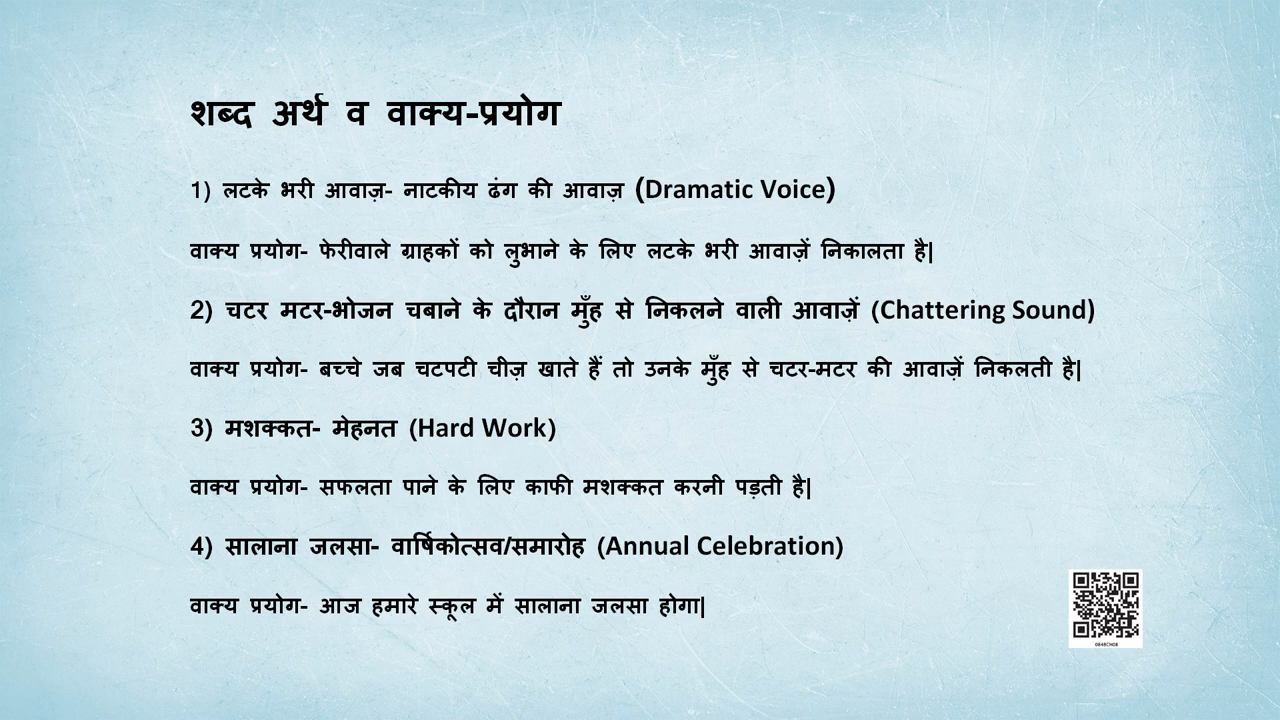 शब्द अर्थ व वाक्य-प्रयोग
1) लटके भरी आवाज़- नाटकीय ढंग की आवाज़ (Dramatic Voice)
वाक्य प्रयोग- फेरीवाले ग्राहकों को लुभाने के लिए लटके भरी आवाज़ें निकालता है|
2) चटर मटर-भोजन चबाने के दौरान मुँह से निकलने वाली आवाज़ें (Chattering Sound)
वाक्य प्रयोग- बच्चे जब चटपटी चीज़ खाते हैं तो उनके मुँह से चटर-मटर की आवाज़ें निकलती है|
3) मशक्कत- मेहनत (Hard Work)
वाक्य प्रयोग- सफलता पाने के लिए काफी मशक्कत करनी पड़ती है|
4) सालाना जलसा- वार्षिकोत्सव/समारोह (Annual Celebration)
वाक्य प्रयोग- आज हमारे स्कूल में सालाना जलसा होगा|
0848CH08